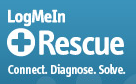 LogMeIn
Rescue
Connect. Diagnose. Solve.